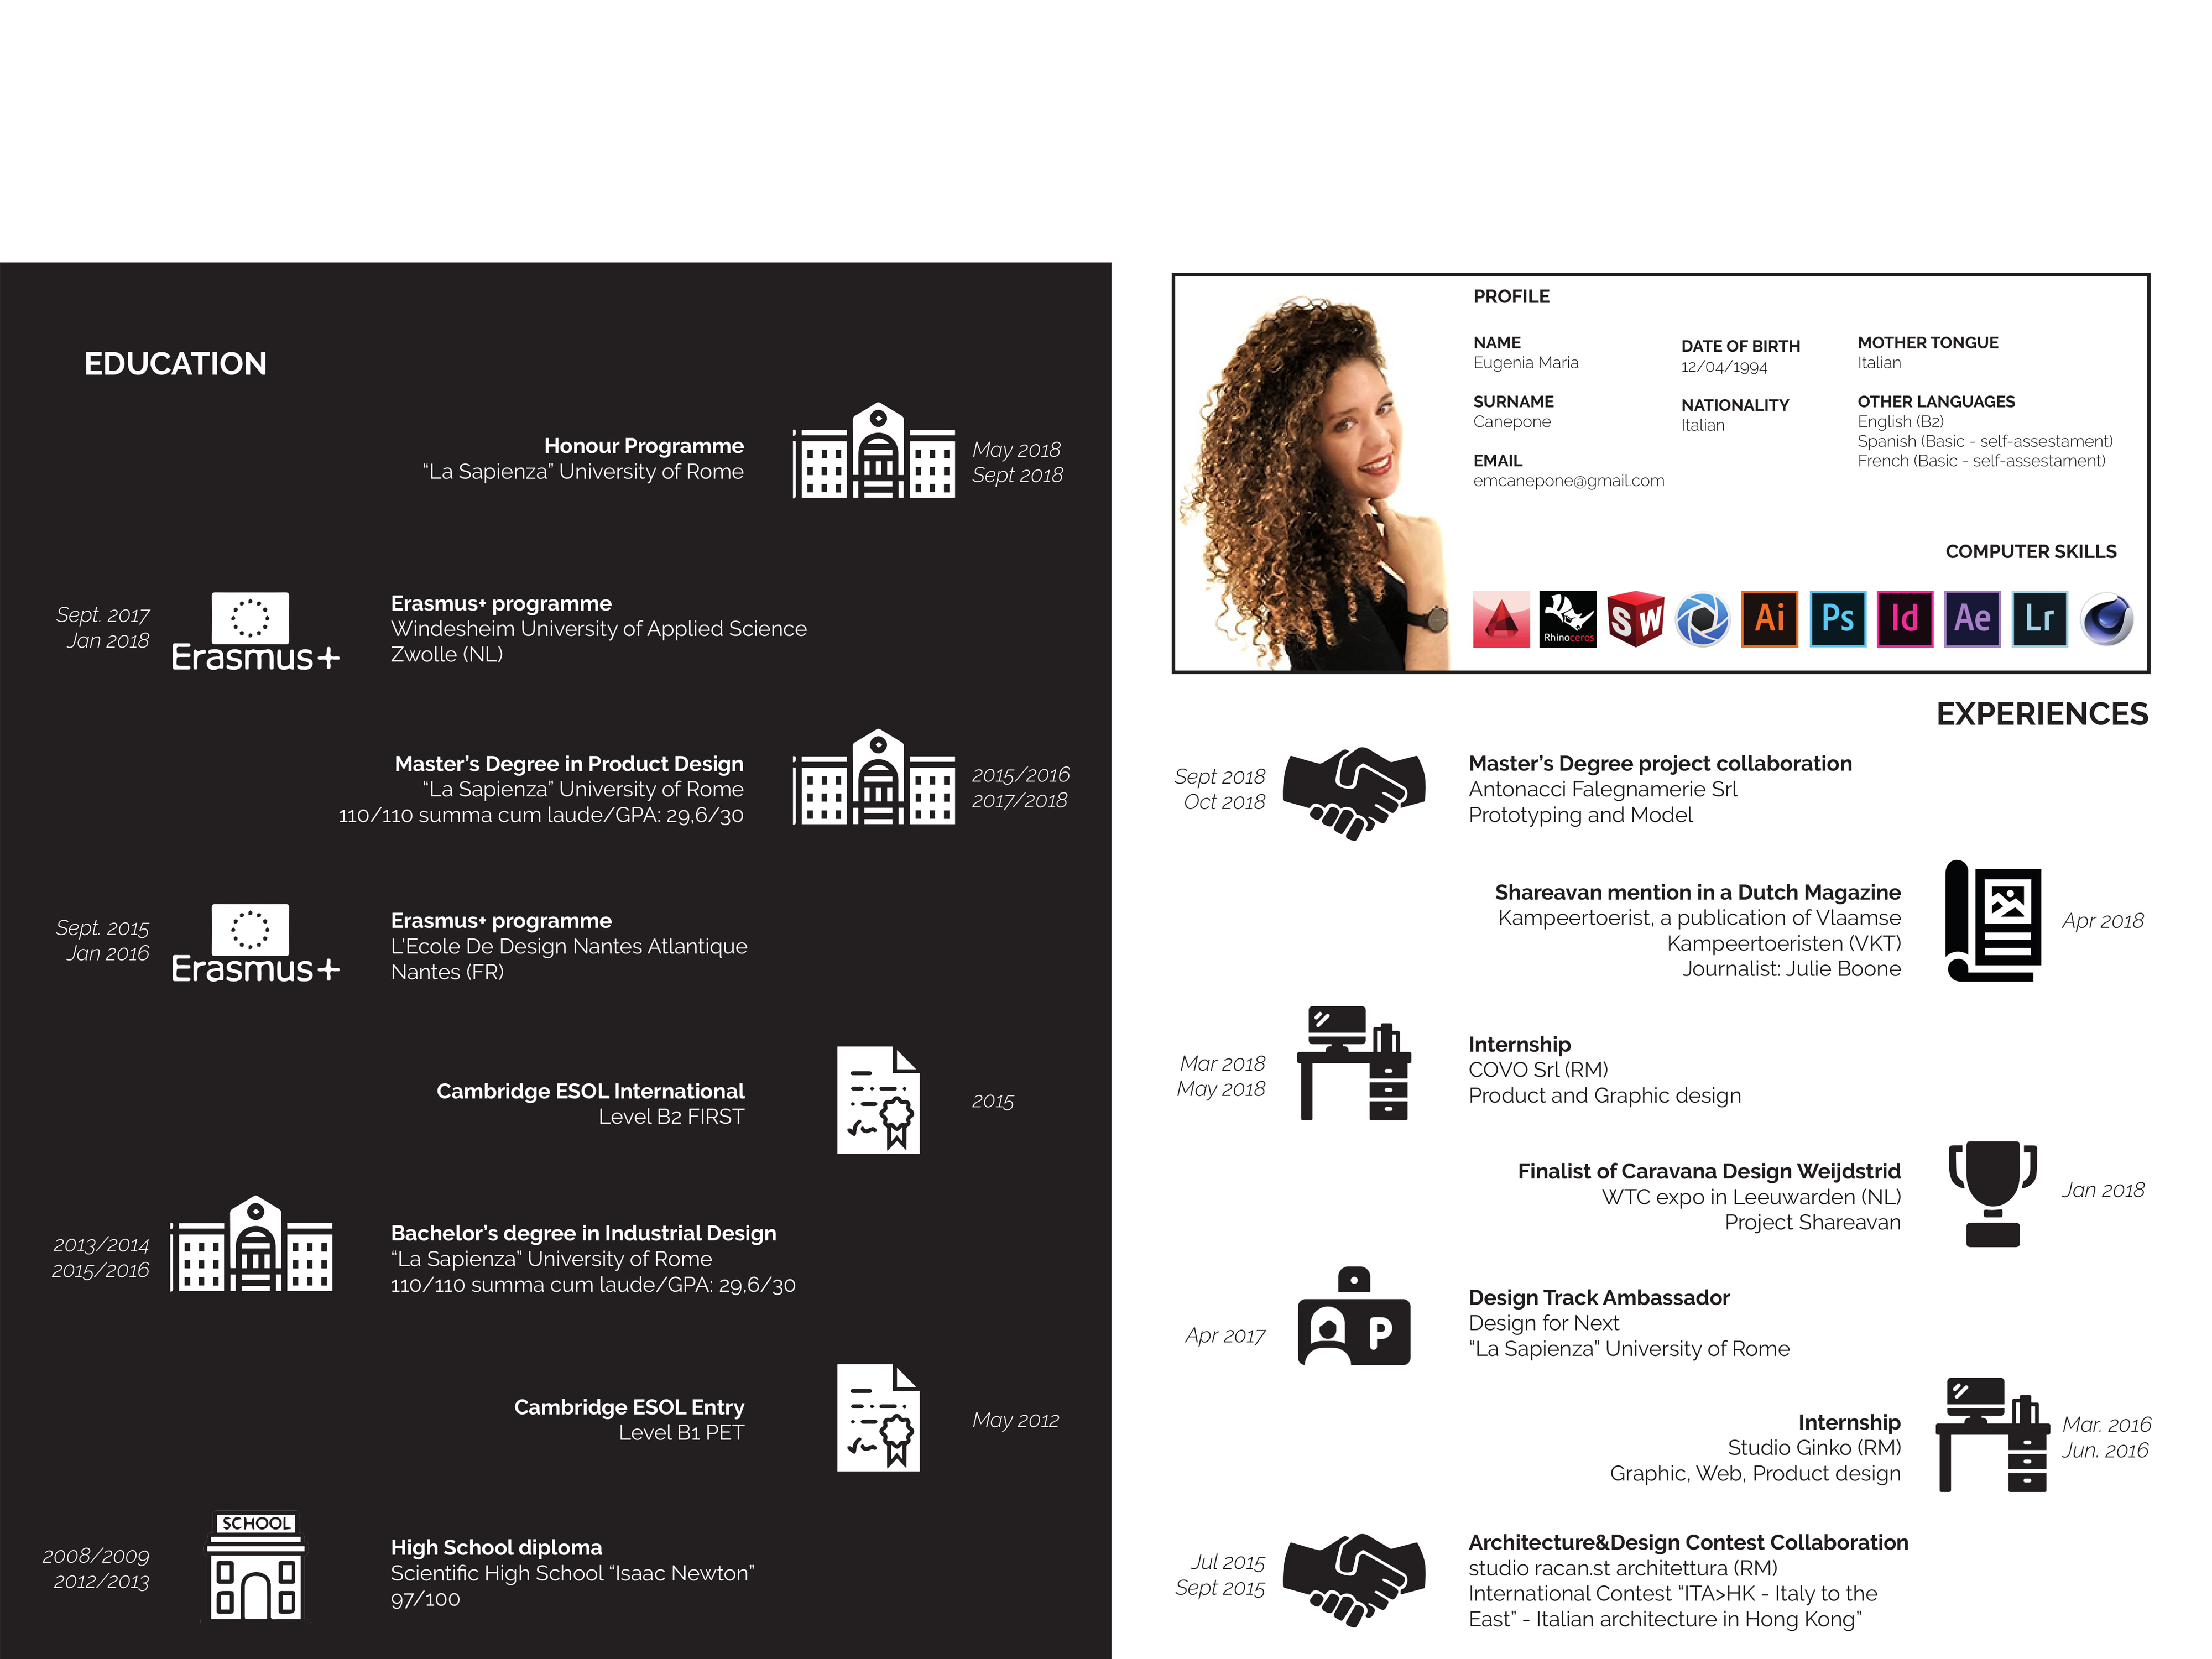 EDUCATION
Honour Programme
“La Sapienza” University of Rome
May 2018
Sept 2018
Sept. 2017
Jan 2018
Erasmus+
Erasmus+ programme
Windesheim University of Applied Science
Zwolle (NL)
Master’s Degree in Product Design
“La Sapienza” University of Rome
110/110 summa cum laude/GPA: 29,6/30
2015/2016
2017/2018
Sept. 2015
Jan 2016
Erasmus+
Erasmus+ programme
L’Ecole De Design Nantes Atlantique
Nantes (FR)
Cambridge ESOL International
Level B2 FIRST
2015
2013/2014
2015/2016
Bachelor’s degree in Industrial Design
“La Sapienza” University of Rome
110/110 summa cum laude/GPA: 29,6/30
Cambridge ESOL Entry
Level B1 PET
May 2012
2008/2009
2012/2013
SCHOOL
High School diploma
Scientific High School “Isaac Newton”
97/100
PROFILE
NAME
Eugenia Maria
SURNAME
Canepone
EMAIL
emcanepone@gmail.com
DATE OF BIRTH
12/04/1994
NATIONALITY
Italian
MOTHER TONGUE
Italian
OTHER LANGUAGES
English (B2)
Spanish (Basic - self-assestament)
French (Basic - self-assestament)
COMPUTER SKILLS
Rhinoceros
SW
Ai
Ps
Id
Ae
Lr
EXPERIENCES
Sept 2018
Oct 2018
Master’s Degree project collaboration
Antonacci Falegnamerie Srl
Prototyping and Model
Shareavan mention in a Dutch Magazine
Kampeertoerist, a publication of Vlaamse
Kampeertoeristen (VKT)
Journalist: Julie Boone
Apr 2018
Mar 2018
May 2018
Internship
COVO Srl (RM)
Product and Graphic design
Finalist of Caravana Design Weijdstrid
WTC expo in Leeuwarden (NL)
Project Shareavan
Jan 2018
Apr 2017
P
Design Track Ambassador
Design for Next
“La Sapienza” University of Rome
Internship
Studio Ginko (RM)
Graphic, Web, Product design
Mar. 2016
Jun. 2016
Jul 2015
Sept 2015
Architecture&Design Contest Collaboration
studio racan.st architettura (RM)
International Contest “ITA>HK - Italy to the
East” - Italian architecture in Hong Kong”